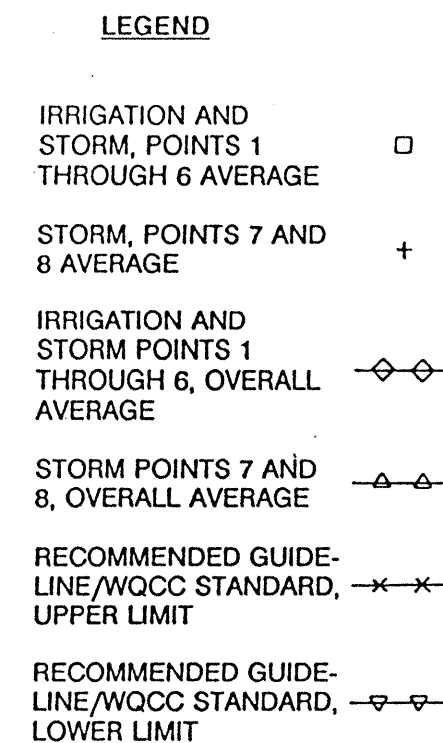 LEGEND
IRRIGATION AND
STORM, POINTS 1
THROUGH 6 AVERAGE
STORM, POINTS 7 AND
8 AVERAGE
IRRIGATION AND
STORM POINTS 1
THROUGH 6, OVERALL
AVERAGE
STORM POINTS 7 AND
8, OVERALL AVERAGE
RECOMMENDED GUIDE-
LINE/WQCC STANDARD,
UPPER LIMIT
RECOMMENDED GUIDE-
LINE/WQCC STANDARD,
LOWER LIMIT